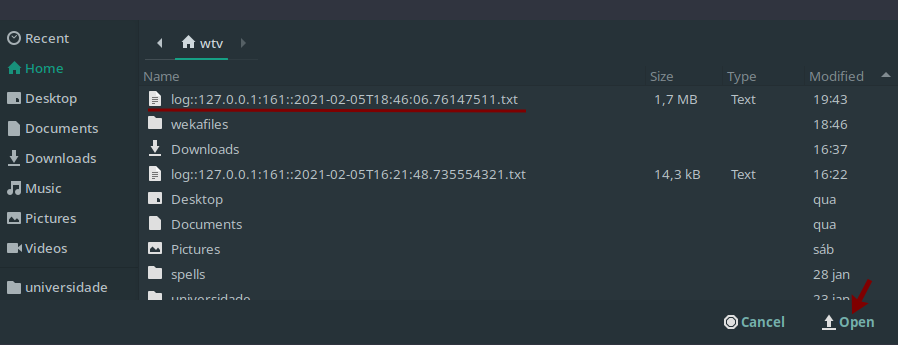 Recent
Home
Desktop
Documents
Downloads
Music
Pictures
Videos
universidade
wtv
Name Size Type Modified
log::127.0.0.1:161::2021-02-05T18:46:06.76147511.txt 1,7 MB Text 19:43
wekafiles 18:46
Downloads 16:37
log::127.0.0.1:161::2021-02-05T16:21:48.735554321.txt 14,3 kB Text 16:22
Desktop qua
Documents qua
Pictures sáb
spells 28 jan
universidade 23 jan
Cancel Open